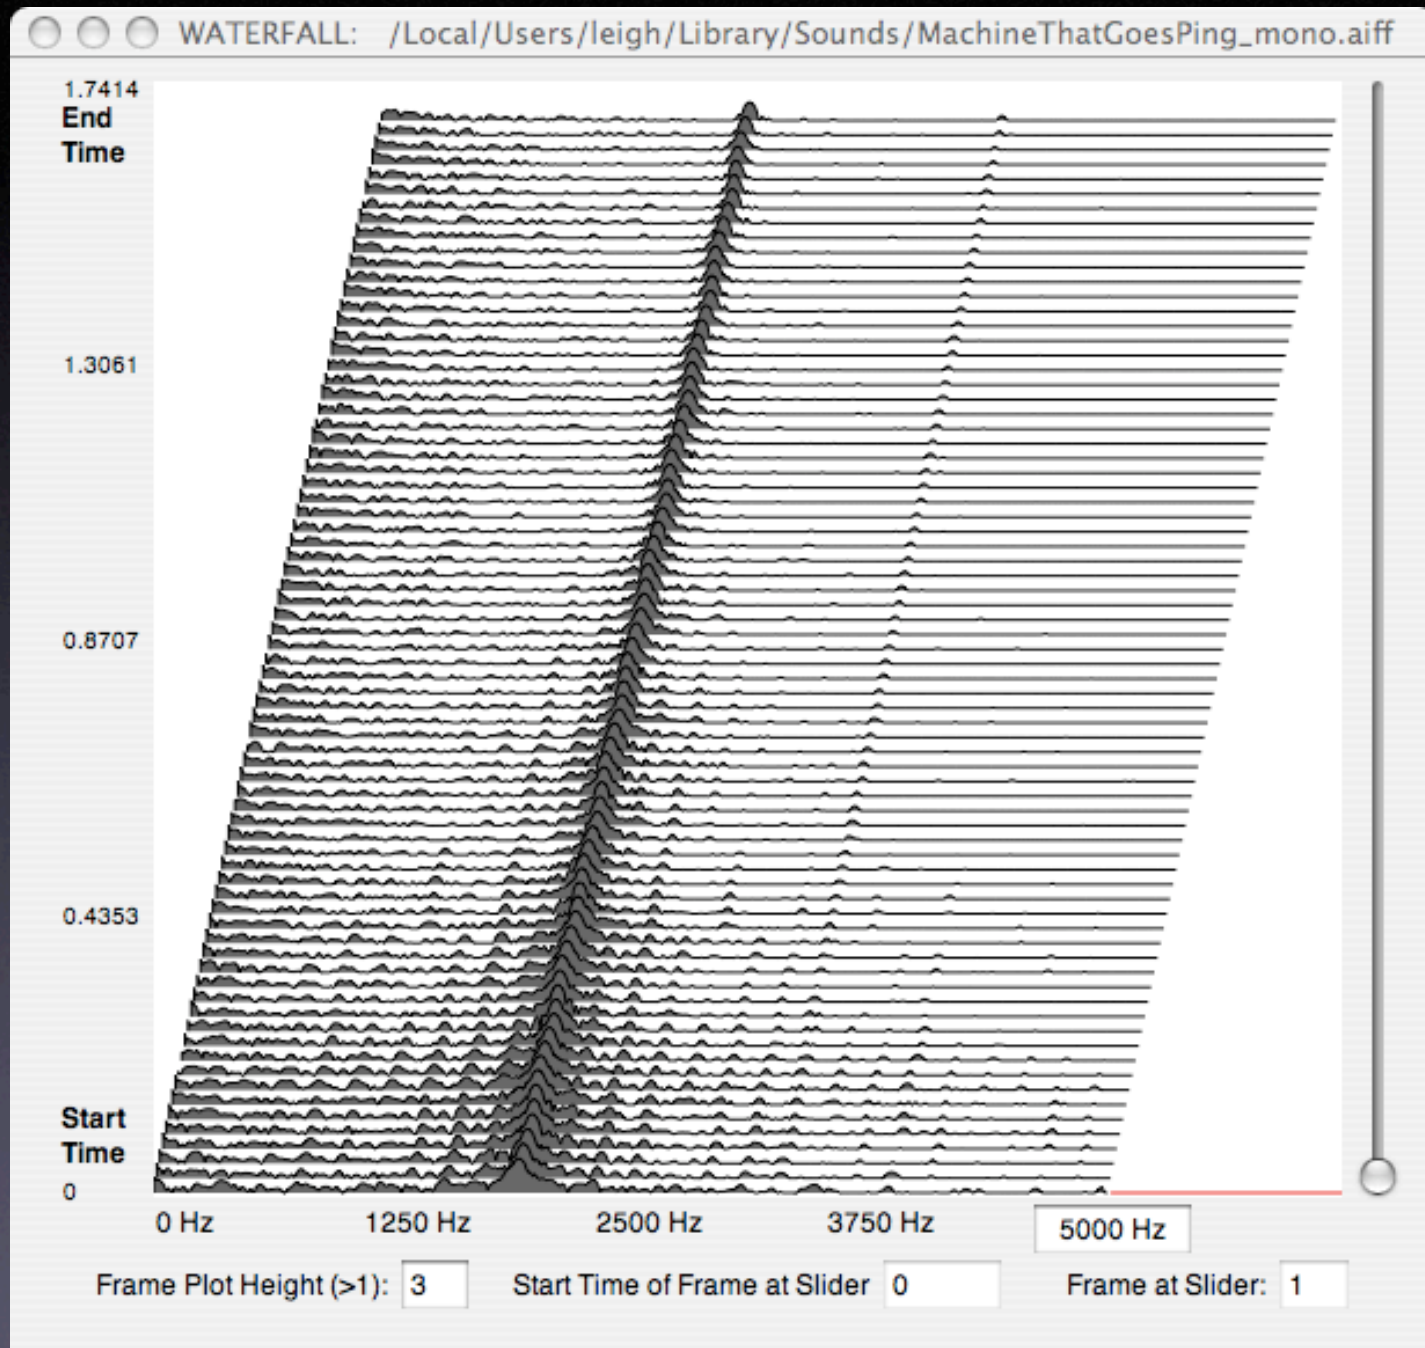 WATERFALL: /Local/Users/leigh/Library/Sounds/MachineThatGoesPing_mono.aiff
1.7414
End
Time
1.3061
0.8707
0.4353
Start
Time
0
0 Hz 1250 Hz 2500 Hz 3750 Hz 5000 Hz
Frame Plot Height (>1): 3 Start Time of Frame at Slider 0 Frame at Slider: 1